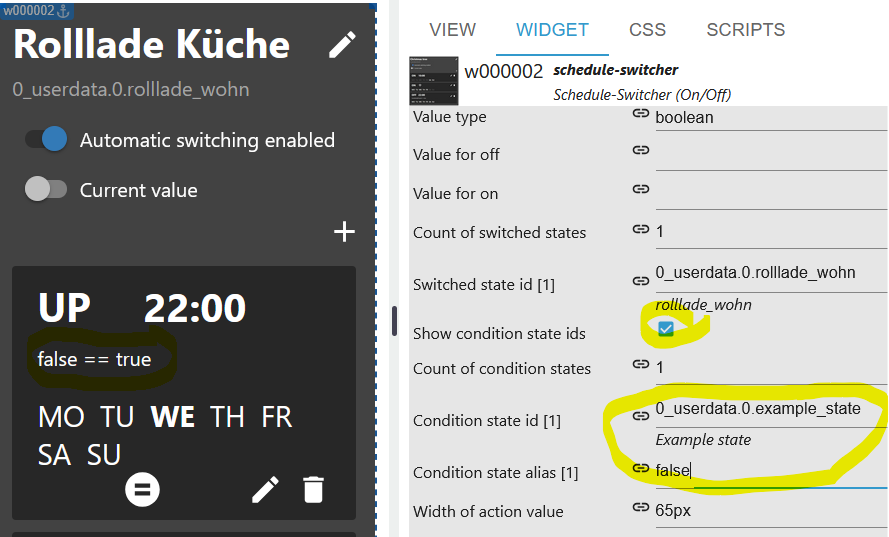 w000002
Rolllade Küche
0_userdata.0.rolllade_wohn
Automatic switching enabled
Current value
+
UP 22:00
false == true
MO TU WE TH FR
SA SU
VIEW WIDGET CSS SCRIPTS
w000002 schedule-switcher
Schedule-Switcher (On/Off)
Value type boolean
Value for off
Value for on
Count of switched states 1
Switched state id [1] 0_userdata.0.rolllade_wohn
rolllade_wohn
Show condition state ids
Count of condition states 1
Condition state id [1] 0_userdata.0.example_state
Example state
Condition state alias [1] false
Width of action value 65px